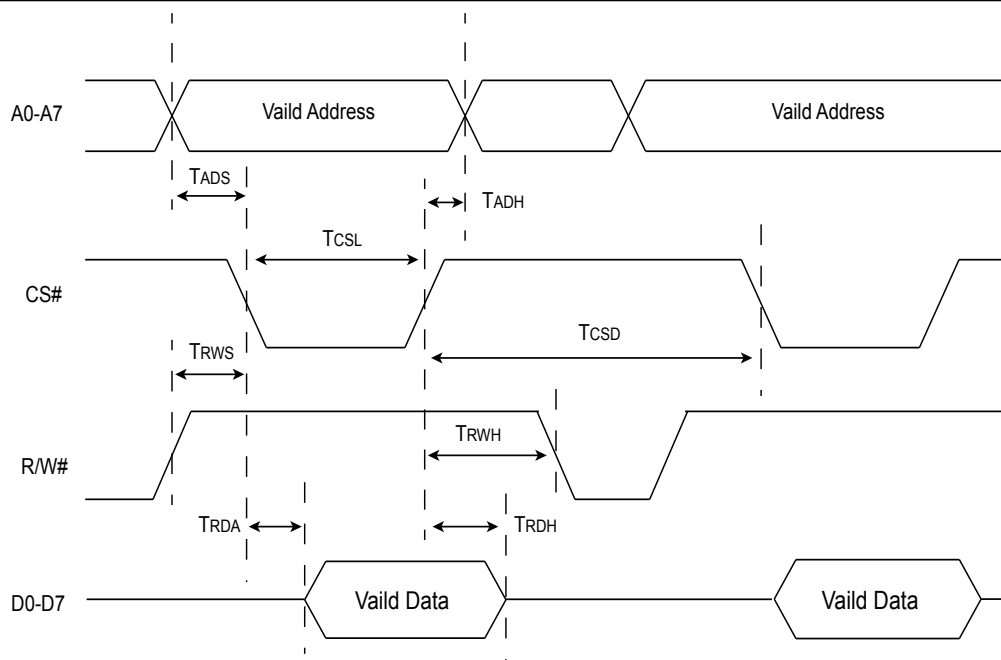 A0-A7
Vaild Address
Vaild Address
TADS
TADH
TCSL
CS#
TCSD
TRWS
TRWH
R/W#
TRDA
TRDH
D0-D7
Vaild Data
Vaild Data